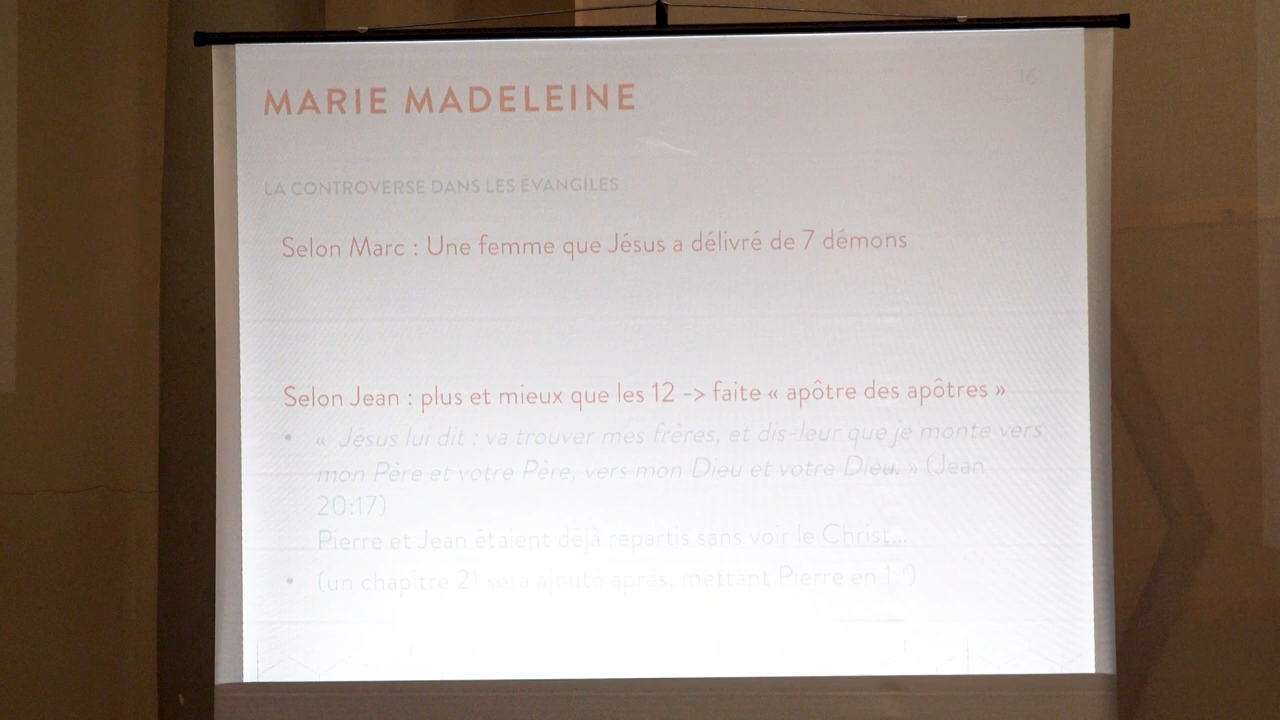 16
MARIE MADELEINE
LA CONTROVERSE DANS LES ÉVANGILES
Selon Marc : Une femme que Jésus a délivré de 7 démons
Selon Jean : plus et mieux que les 12 -> faite « apôtre des apôtres »
• « Jésus lui dit : va trouver mes frères, et dis-leur que je monte vers
mon Père et votre Père, vers mon Dieu et votre Dieu. » (Jean
20:17)
Pierre et Jean étaient déjà repartis sans voir le Christ...
• (un chapitre 21 sera ajouté après, mettant Pierre en 1er)